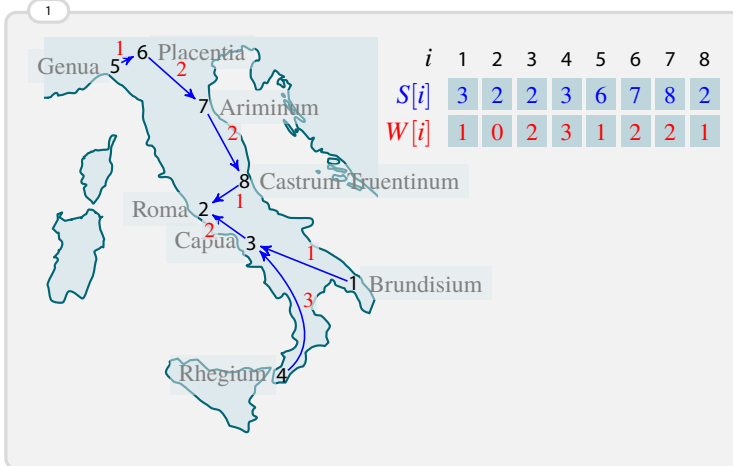 1
i 1 2 3 4 5 6 7 8
S[i] 3 2 2 3 6 7 8 2
W[i] 1 0 2 3 1 2 2 1
Genua 5 1 6 Placentia
2
7 Ariminum
2
8 Castrum Truentinum
1
Roma 2
2
Capua 3
1
1 Brundisium
3
Rhegium 4